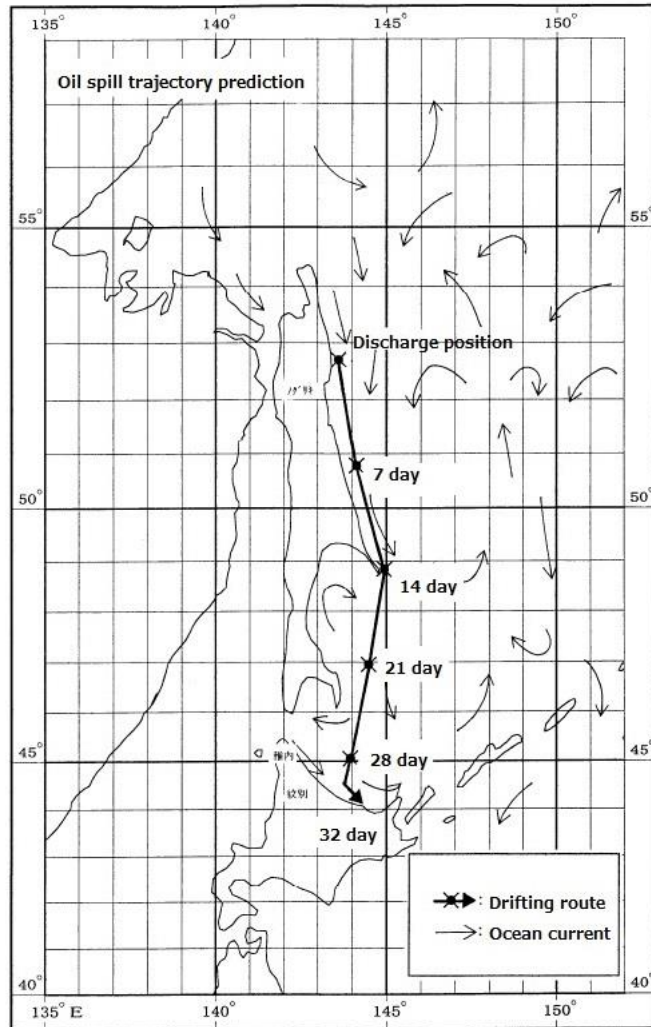 135° 140° 145° 150°
Oil spill trajectory prediction
55° 55°
Discharge position
7 day
50° 50°
14 day
21 day
45° 稚内 28 day 45°
紋別
32 day
: Drifting route
: Ocean current
40° 40°
135° E 140° 145° 150°